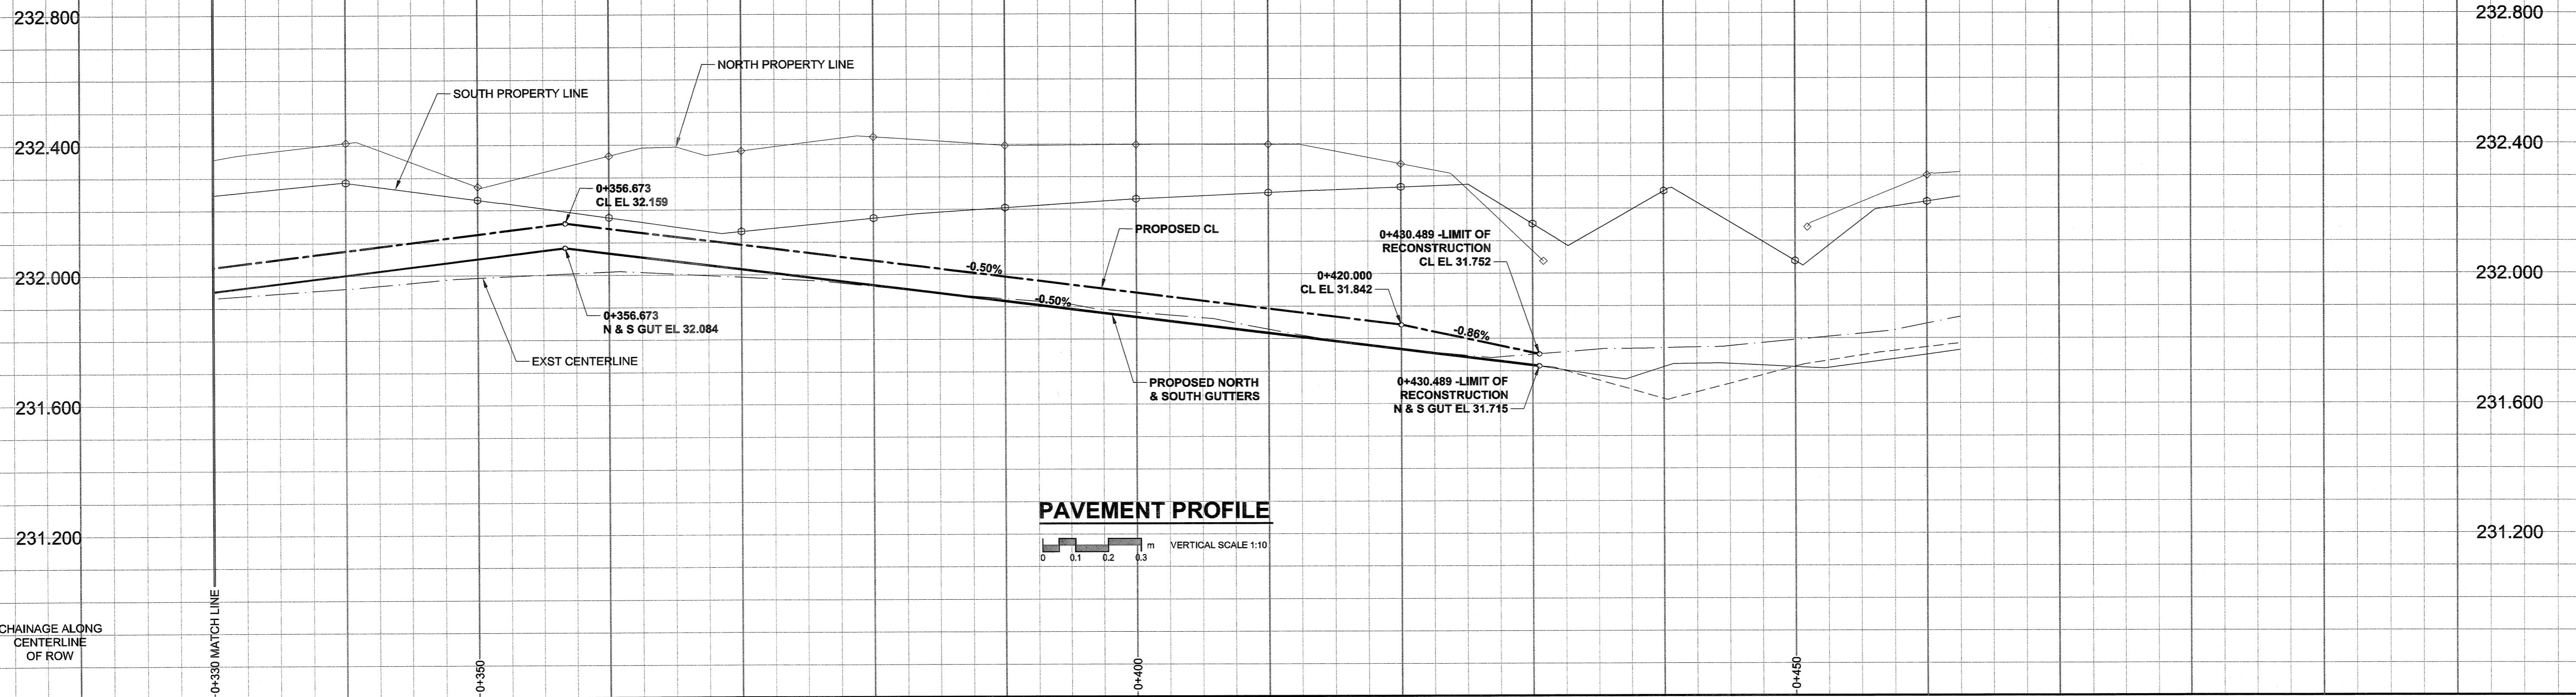 232.800
232.800
NORTH PROPERTY LINE
SOUTH PROPERTY LINE
232.400
232.400
0+356.673
CL EL 32.159
PROPOSED CL
0+430.489 -LIMIT OF
RECONSTRUCTION
CL EL 31.752
232.000
232.000
-0.50%
0+420.000
CL EL 31.842
-0.50%
0+356.673
N & S GUT EL 32.084
-0.86%
EXST CENTERLINE
PROPOSED NORTH
& SOUTH GUTTERS
0+430.489 -LIMIT OF
RECONSTRUCTION
N & S GUT EL 31.715
231.600
231.600
PAVEMENT PROFILE
231.200
231.200
m VERTICAL SCALE 1:10
0 0.1 0.2 0.3
CHAINAGE ALONG
CENTERLINE
OF ROW
0+330 MATCH LINE
0+350
0+400
0+450